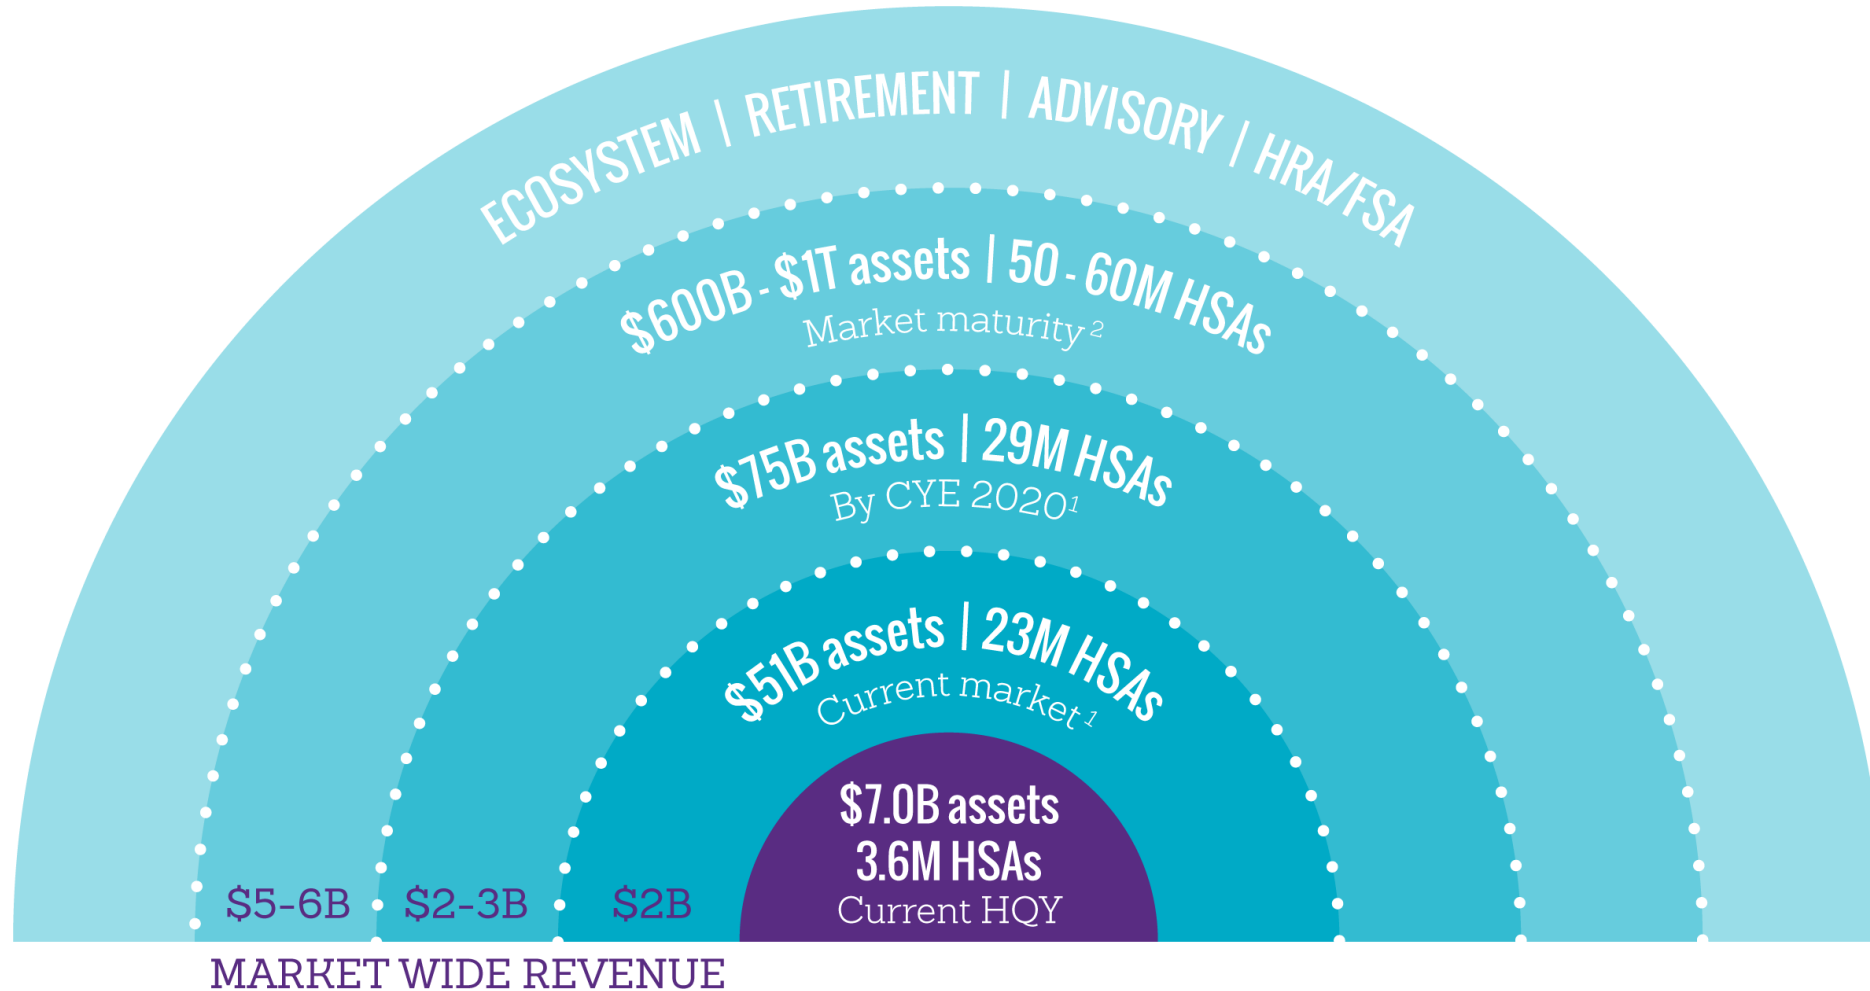 ECOSYSTEM | RETIREMENT | ADVISORY | HRA/FSA
$600B - $1T assets | 50 - 60M HSAs
Market maturity ²
$75B assets | 29M HSAs
By CYE 2020¹
$51B assets | 23M HSAs
Current market ¹
$7.0B assets
3.6M HSAs
Current HQY
$5-6B
$2-3B
$2B
MARKET WIDE REVENUE